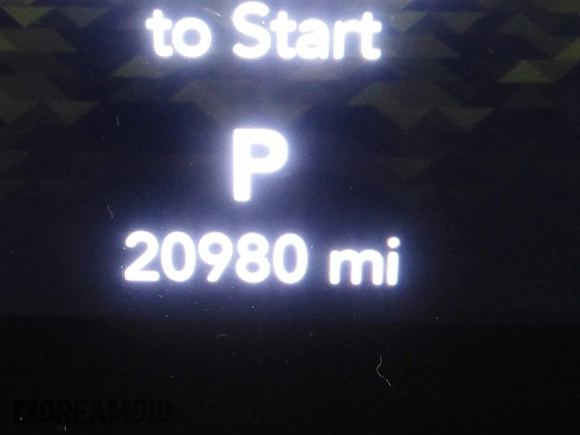 to Start
P
20980 mi
DREAMBID